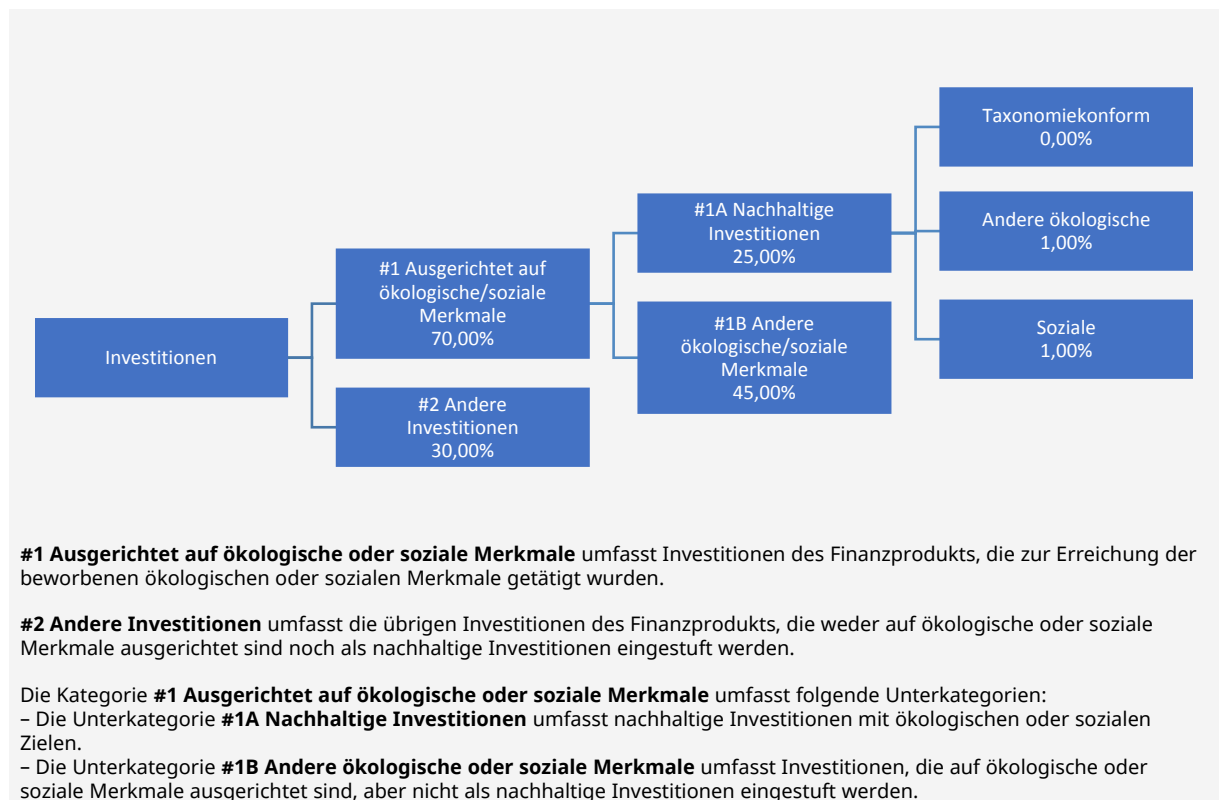 Investitionen
#1 Ausgerichtet auf
ökologische/soziale
Merkmale
70,00%
#2 Andere
Investitionen
30,00%
#1A Nachhaltige
Investitionen
25,00%
#1B Andere
ökologische/soziale
Merkmale
45,00%
Taxonomiekonform
0,00%
Andere ökologische
1,00%
Soziale
1,00%
#1 Ausgerichtet auf ökologische oder soziale Merkmale umfasst Investitionen des Finanzprodukts, die zur Erreichung der
beworbenen ökologischen oder sozialen Merkmale getätigt wurden.
#2 Andere Investitionen umfasst die übrigen Investitionen des Finanzprodukts, die weder auf ökologische oder soziale
Merkmale ausgerichtet sind noch als nachhaltige Investitionen eingestuft werden.
Die Kategorie #1 Ausgerichtet auf ökologische oder soziale Merkmale umfasst folgende Unterkategorien:
– Die Unterkategorie #1A Nachhaltige Investitionen umfasst nachhaltige Investitionen mit ökologischen oder sozialen
Zielen.
– Die Unterkategorie #1B Andere ökologische oder soziale Merkmale umfasst Investitionen, die auf ökologische oder
soziale Merkmale ausgerichtet sind, aber nicht als nachhaltige Investitionen eingestuft werden.